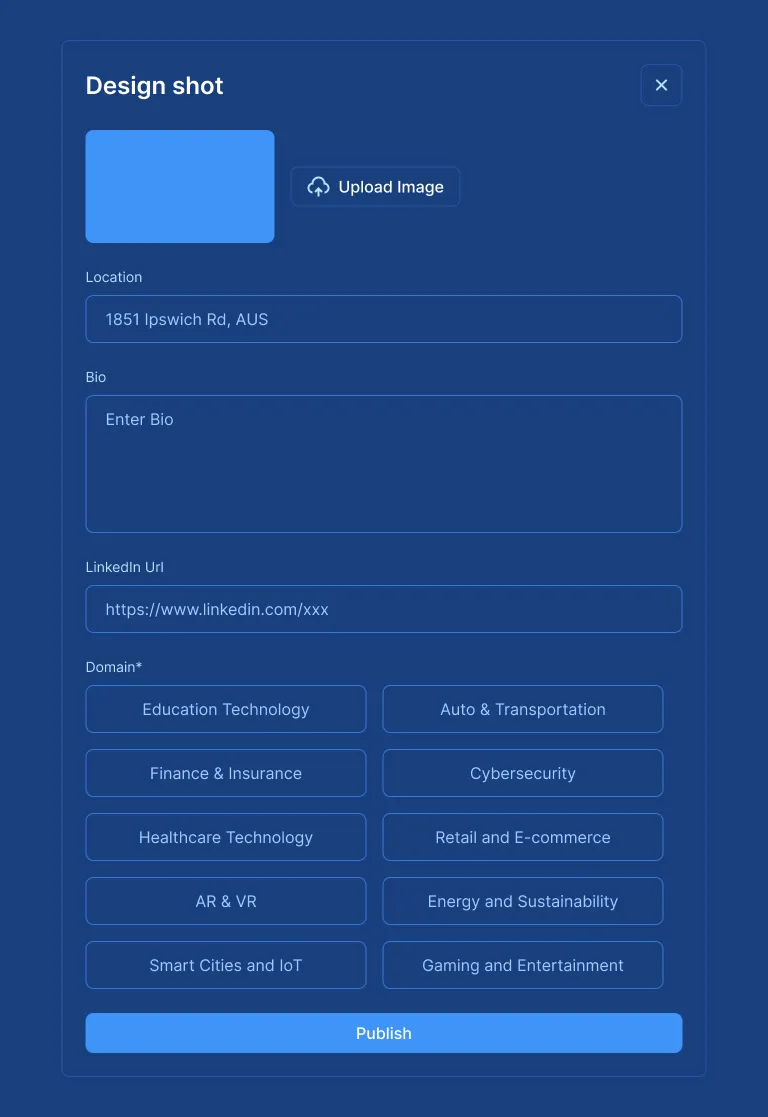 Design shot
Upload Image
Location
1851 Ipswich Rd, AUS
Bio
Enter Bio
LinkedIn Url
https://www.linkedin.com/xxx
Domain*
Education Technology
Auto & Transportation
Finance & Insurance
Cybersecurity
Healthcare Technology
Retail and E-commerce
AR & VR
Energy and Sustainability
Smart Cities and IoT
Gaming and Entertainment
Publish